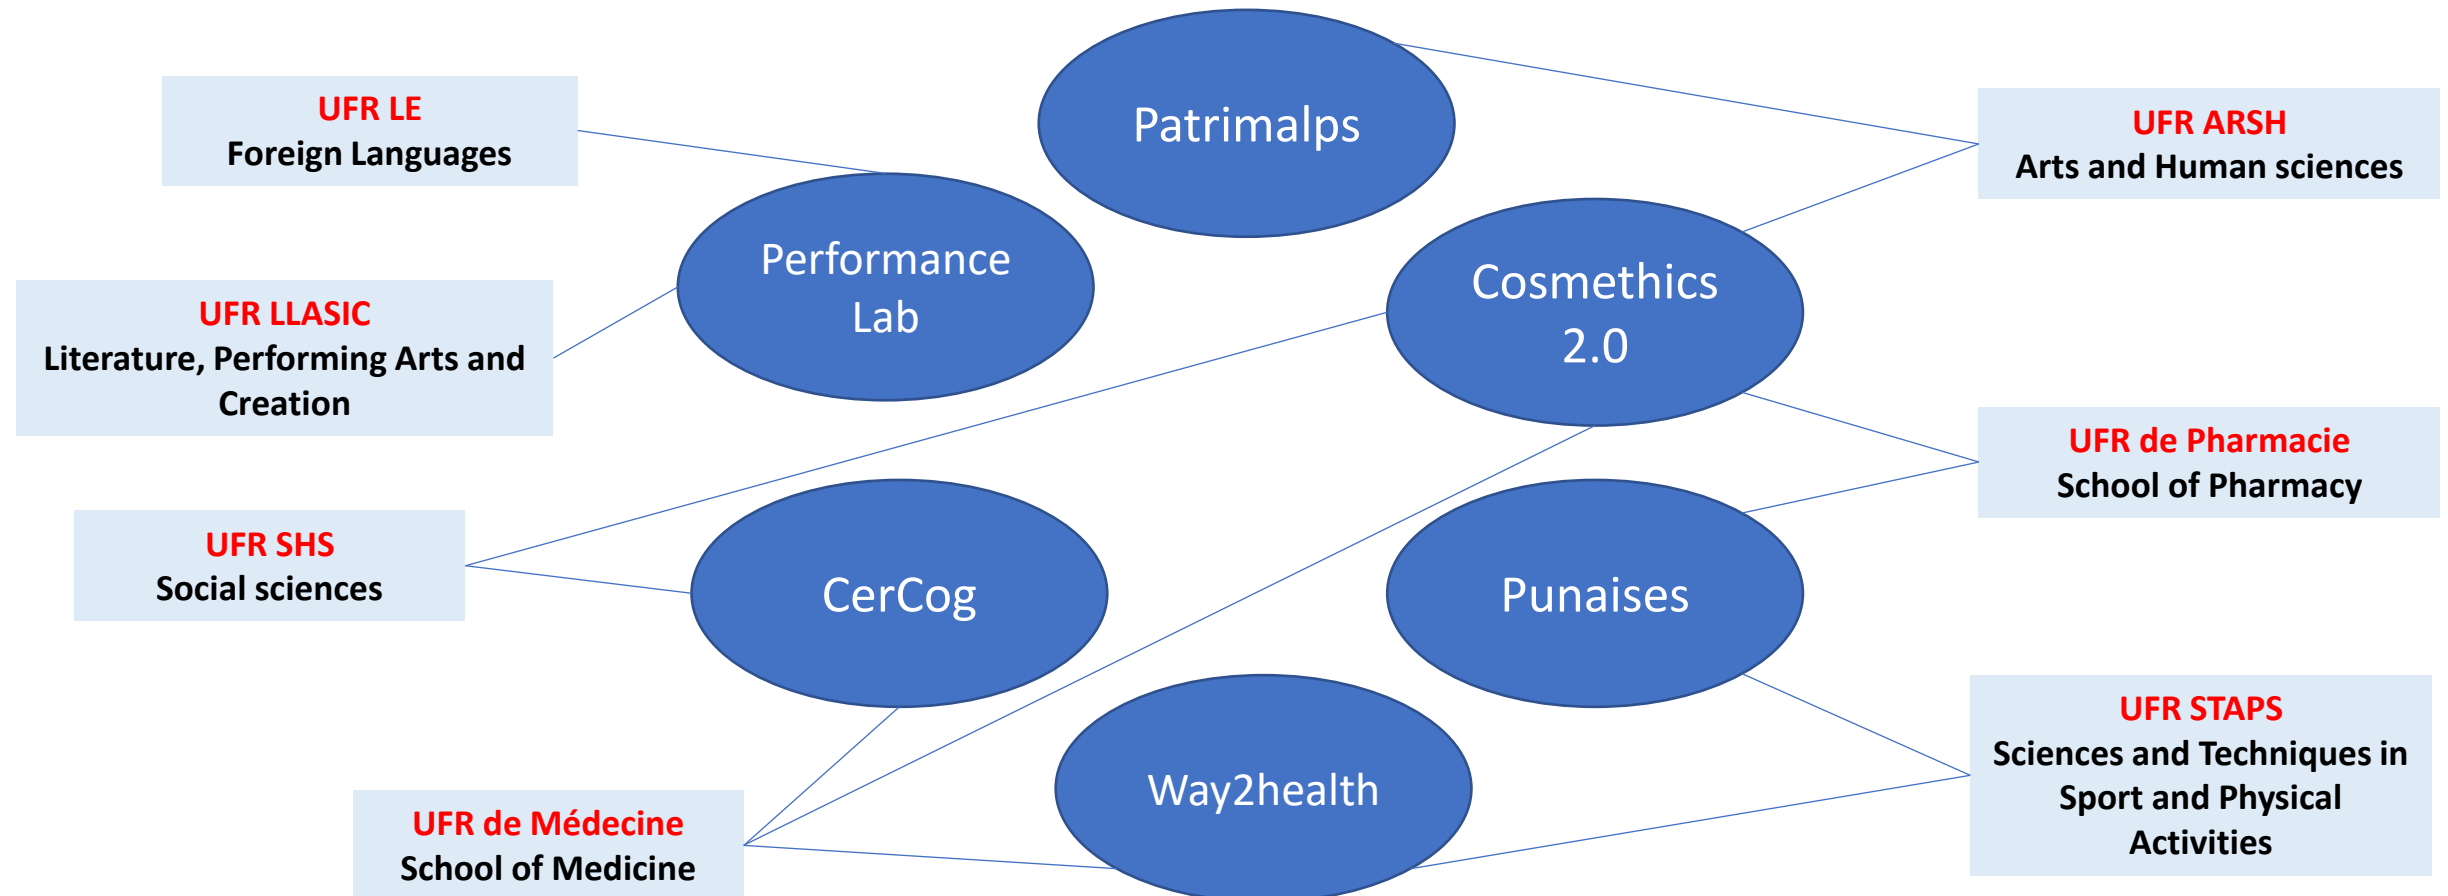 Patrimalps
UFR LE
Foreign Languages
UFR ARSH
Arts and Human sciences
Performance
Lab
Cosmethics
2.0
UFR LLASIC
Literature, Performing Arts and
Creation
UFR de Pharmacie
School of Pharmacy
UFR SHS
Social sciences
CerCog
Punaises
UFR STAPS
Sciences and Techniques in
Sport and Physical
Activities
Way2health
UFR de Médecine
School of Medicine